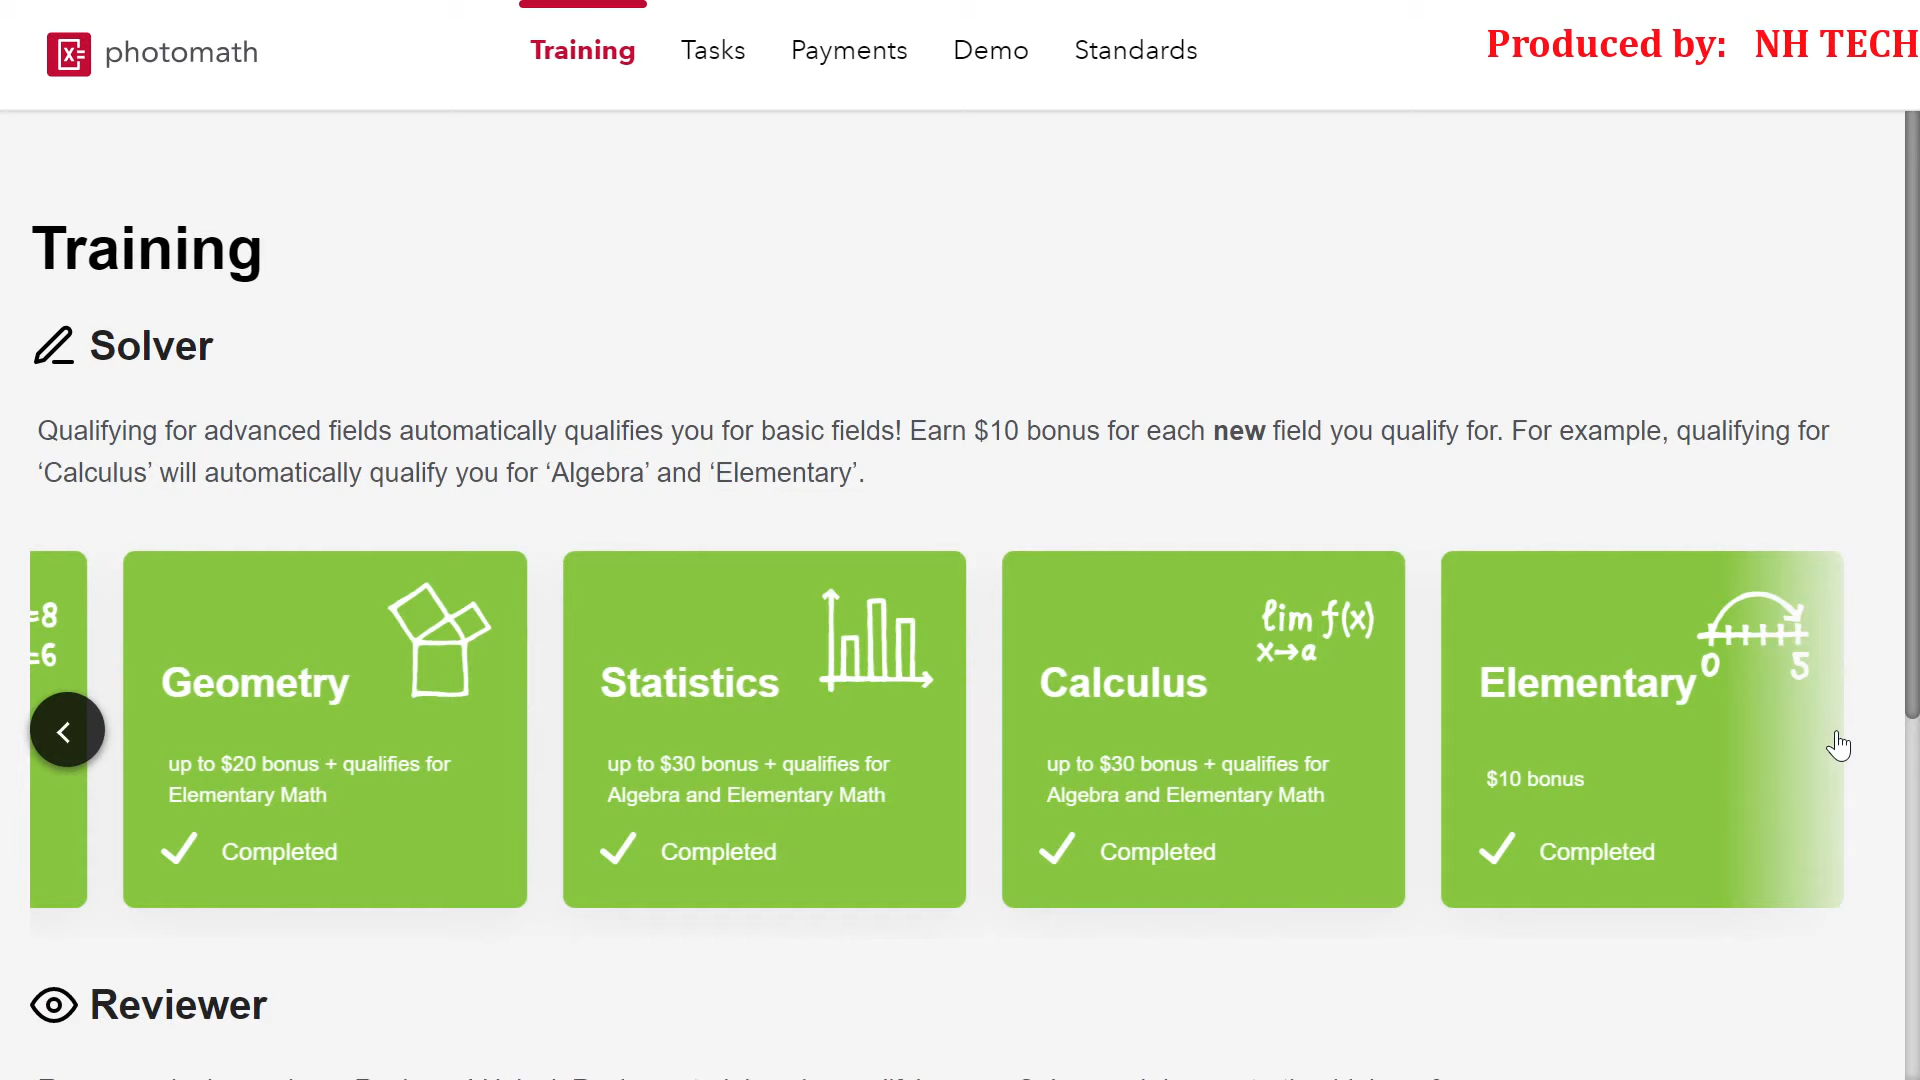 photomath
Training
Tasks
Payments
Demo
Standards
Produced by: NH TECH
Training
Solver
Qualifying for advanced fields automatically qualifies you for basic fields! Earn $10 bonus for each new field you qualify for. For example, qualifying for
‘Calculus’ will automatically qualify you for ‘Algebra’ and ‘Elementary’.
=8
=6
Geometry
up to $20 bonus + qualifies for
Elementary Math
Completed
Statistics
up to $30 bonus + qualifies for
Algebra and Elementary Math
Completed
lim f(x)
x→a
Calculus
up to $30 bonus + qualifies for
Algebra and Elementary Math
Completed
0 5
Elementary
$10 bonus
Completed
Reviewer